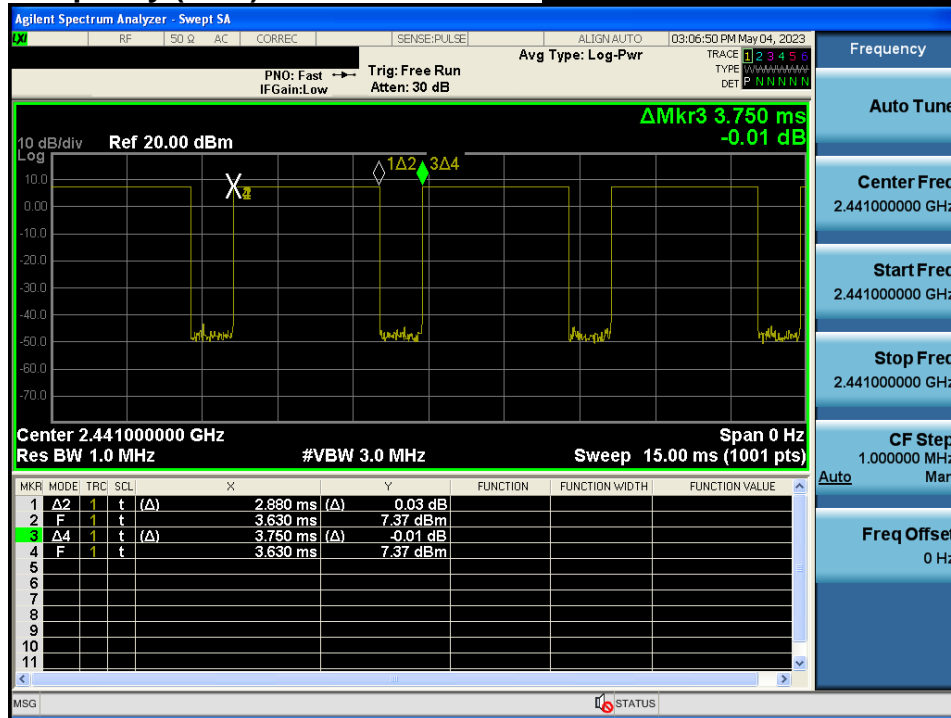 Agilent Spectrum Analyzer - Swept SA
LXI RF 50 Ω AC CORREC SENSE:PULSE ALIGN AUTO 03:06:50 PM May 04, 2023
Avg Type: Log-Pwr
TRACE 1 2 3 4 5 6
TYPE WWWWWW
DET P N N N N N
PNO: Fast
IFGain:Low
Trig: Free Run
Atten: 30 dB
ΔMkr3 3.750 ms
-0.01 dB
10 dB/div Ref 20.00 dBm
Log
1Δ2 3Δ4
10.0
0.00
-10.0
-20.0
-30.0
-40.0
-50.0
-60.0
-70.0
Center 2.441000000 GHz Span 0 Hz
Res BW 1.0 MHz #VBW 3.0 MHz Sweep 15.00 ms (1001 pts)
MKR MODE TRC SCL X Y FUNCTION FUNCTION WIDTH FUNCTION VALUE
1 Δ2 1 t (Δ) 2.880 ms (Δ) 0.03 dB
2 F 1 t 3.630 ms 7.37 dBm
3 Δ4 1 t (Δ) 3.750 ms (Δ) -0.01 dB
4 F 1 t 3.630 ms 7.37 dBm
5
6
7
8
9
10
11
MSG STATUS
Frequency
Auto Tune
Center Freq
2.441000000 GHz
Start Freq
2.441000000 GHz
Stop Freq
2.441000000 GHz
CF Step
1.000000 MHz
Auto Man
Freq Offset
0 Hz